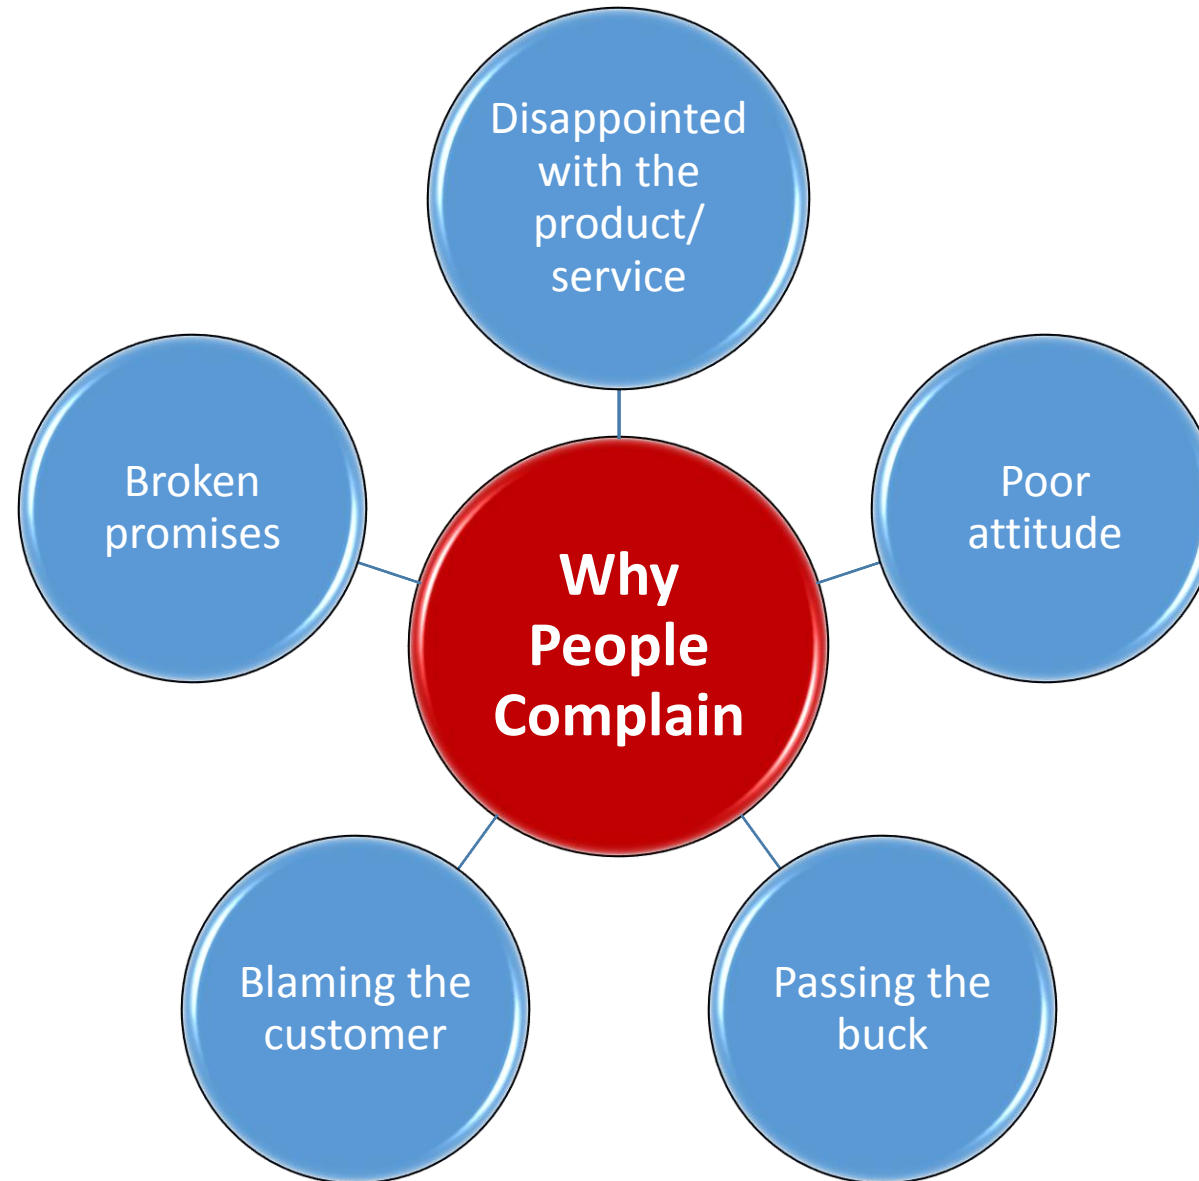 Disappointed
with the
product/
service
Broken
promises
Poor
attitude
Why
People
Complain
Blaming the
customer
Passing the
buck